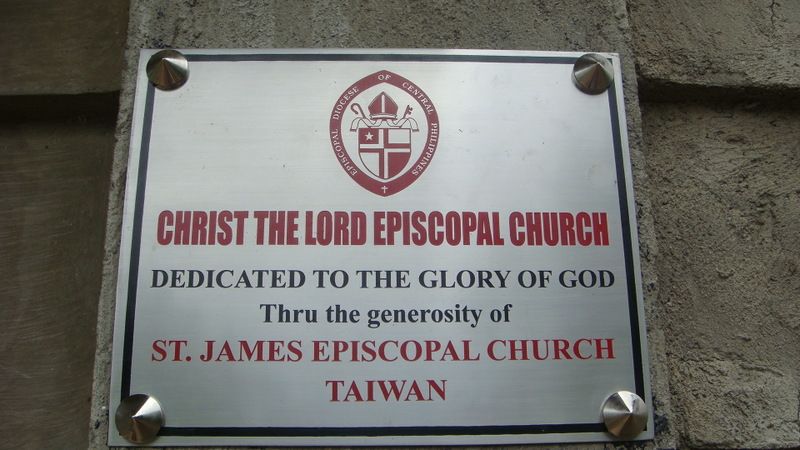 EPISCOPAL DIOCESE OF CENTRAL PHILIPPINES
CHRIST THE LORD EPISCOPAL CHURCH
DEDICATED TO THE GLORY OF GOD
Thru the generosity of
ST. JAMES EPISCOPAL CHURCH
TAIWAN